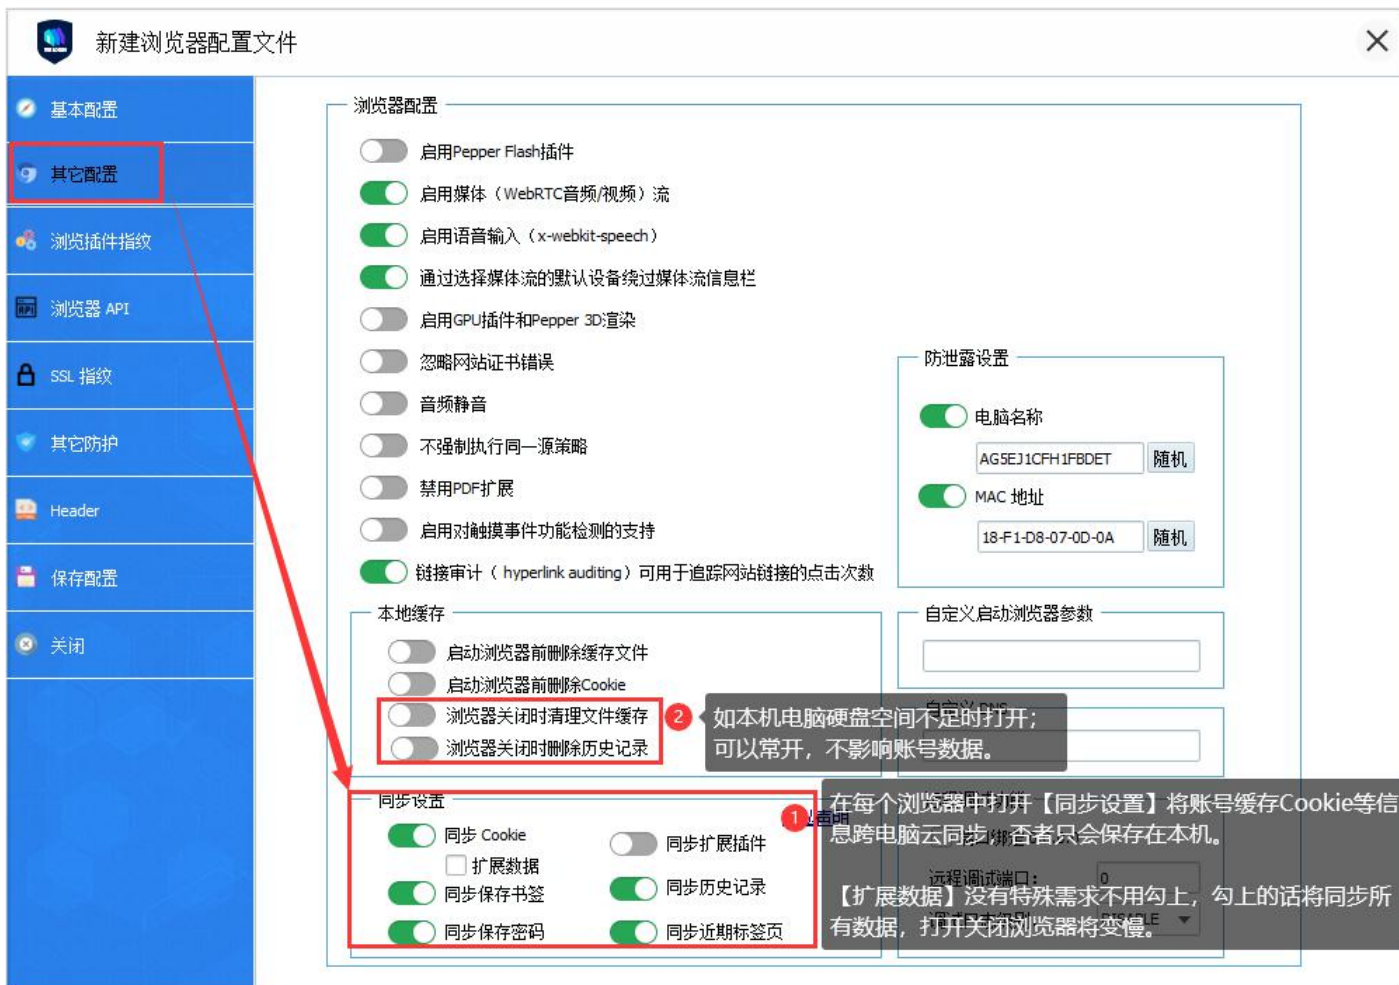 新建浏览器配置文件
基本配置
其它配置
浏览插件指纹
浏览器 API
SSL 指纹
其它防护
Header
保存配置
关闭
浏览器配置
启用Pepper Flash插件
启用媒体（WebRTC音频/视频）流
启用语音输入（x-webkit-speech）
通过选择媒体流的默认设备绕过媒体流信息栏
启用GPU插件和Pepper 3D渲染
忽略网站证书错误
音频静音
不强制执行同一源策略
禁用PDF扩展
启用对触摸事件功能检测的支持
链接审计（ hyperlink auditing）可用于追踪网站链接的点击次数
防泄露设置
电脑名称
AG5EJ1CFH1FBDET
随机
MAC 地址
18-F1-D8-07-0D-0A
随机
本地缓存
启动浏览器前删除缓存文件
启动浏览器前删除Cookie
浏览器关闭时清理文件缓存
浏览器关闭时删除历史记录
自定义启动浏览器参数
自定义 DNS
2
如本机电脑硬盘空间不足时打开；
可以常开，不影响账号数据。
同步设置
同步 Cookie
扩展数据
同步保存书签
同步保存密码
同步扩展插件
同步历史记录
同步近期标签页
1
声明
在每个浏览器中打开【同步设置】将账号缓存Cookie等信
息跨电脑云同步，否者只会保存在本机。
远程调试端口：
0
【扩展数据】没有特殊需求不用勾上，勾上的话将同步所
有数据，打开关闭浏览器将变慢。